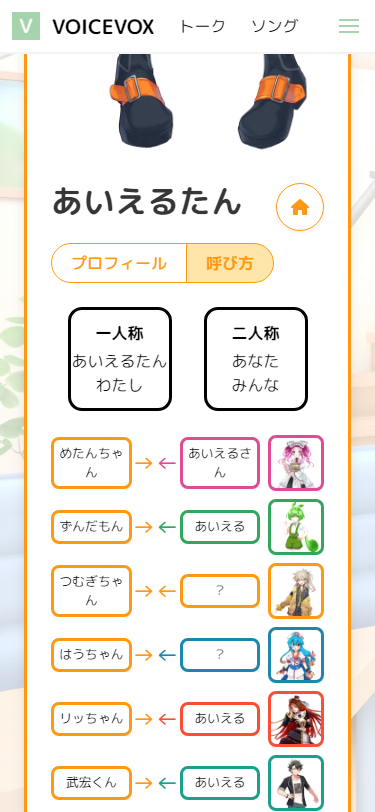 V VOICEVOX トーク ソング
あいえるたん
プロフィール 呼び方
一人称
あいえるたん
わたし
二人称
あなた
みんな
めたんちゃ
ん
あいえるさ
ん
ずんだもん
あいえる
つむぎちゃ
ん
?
はうちゃん
?
リッちゃん
あいえる
武宏くん
あいえる